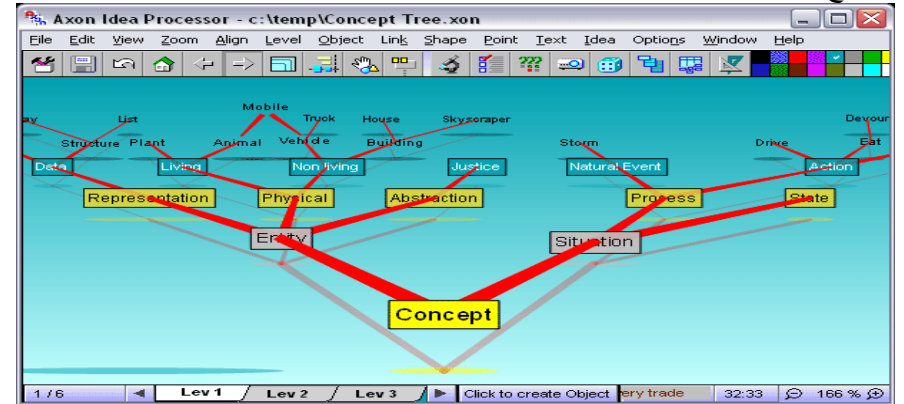 Axon Idea Processor - c:\temp\Concept Tree.xon
File Edit View Zoom Align Level Object Link Shape Point Text Idea Options Window Help
Mobile
List Truck House Skyscraper Devour
Structure Plant Animal Vehicle Building Storm Drive Eat
Data Living Non living Justice Natural Event Action
Representation Physical Abstraction Process State
Entity Situation
Concept
1 / 6 Lev 1 Lev 2 Lev 3 Click to create Object ery trade 32:33 166 %